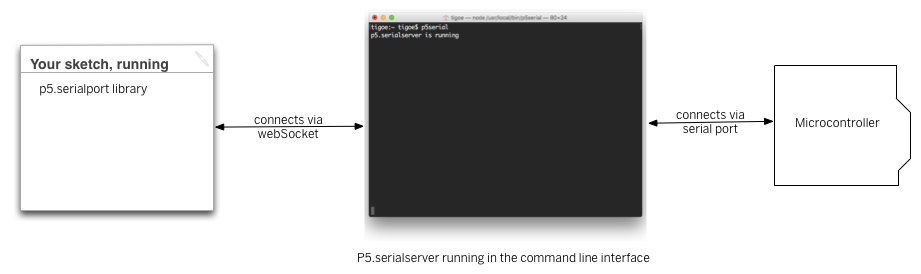 tigoe — node /usr/local/bin/p5serial — 80×24
tigoe:~ tigoe$ p5serial
p5.serialserver is running
Your sketch, running
p5.serialport library
connects via
webSocket
connects via
serial port
Microcontroller
P5.serialserver running in the command line interface